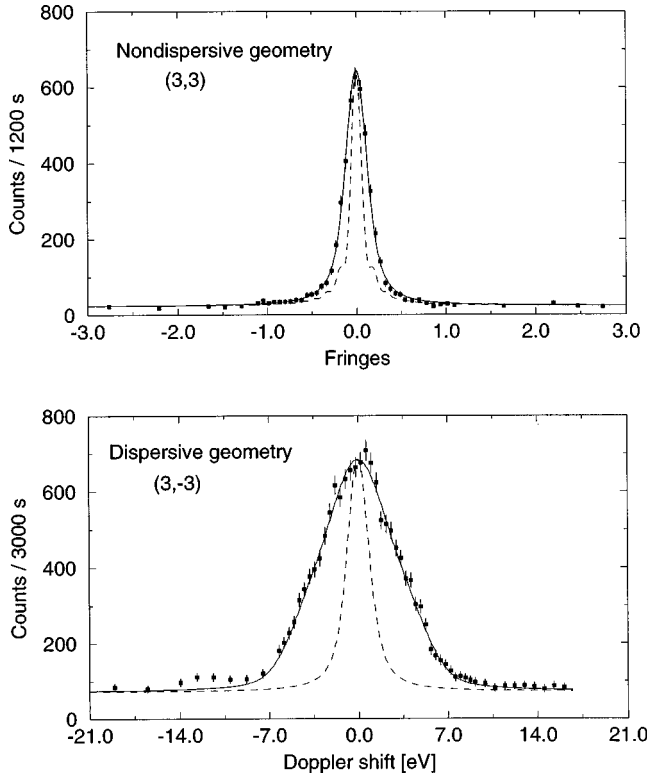 800
Nondispersive geometry
(3,3)
600
400
200
0
Counts / 1200 s
-3.0 -2.0 -1.0 0.0 1.0 2.0 3.0
Fringes
800
Dispersive geometry
(3,-3)
600
400
200
0
Counts / 3000 s
-21.0 -14.0 -7.0 0.0 7.0 14.0 21.0
Doppler shift [eV]